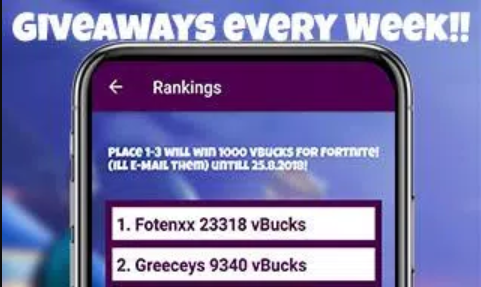 GIVEAWAYS EVERY WEEK!!
← Rankings
PLACE 1-3 WILL WIN 1000 VBUCKS FOR FORTNITE!
(ILL E-MAIL THEM) UNTILL 25.8.2018!
1. Fotenxx 23318 vBucks
2. Greeceys 9340 vBucks